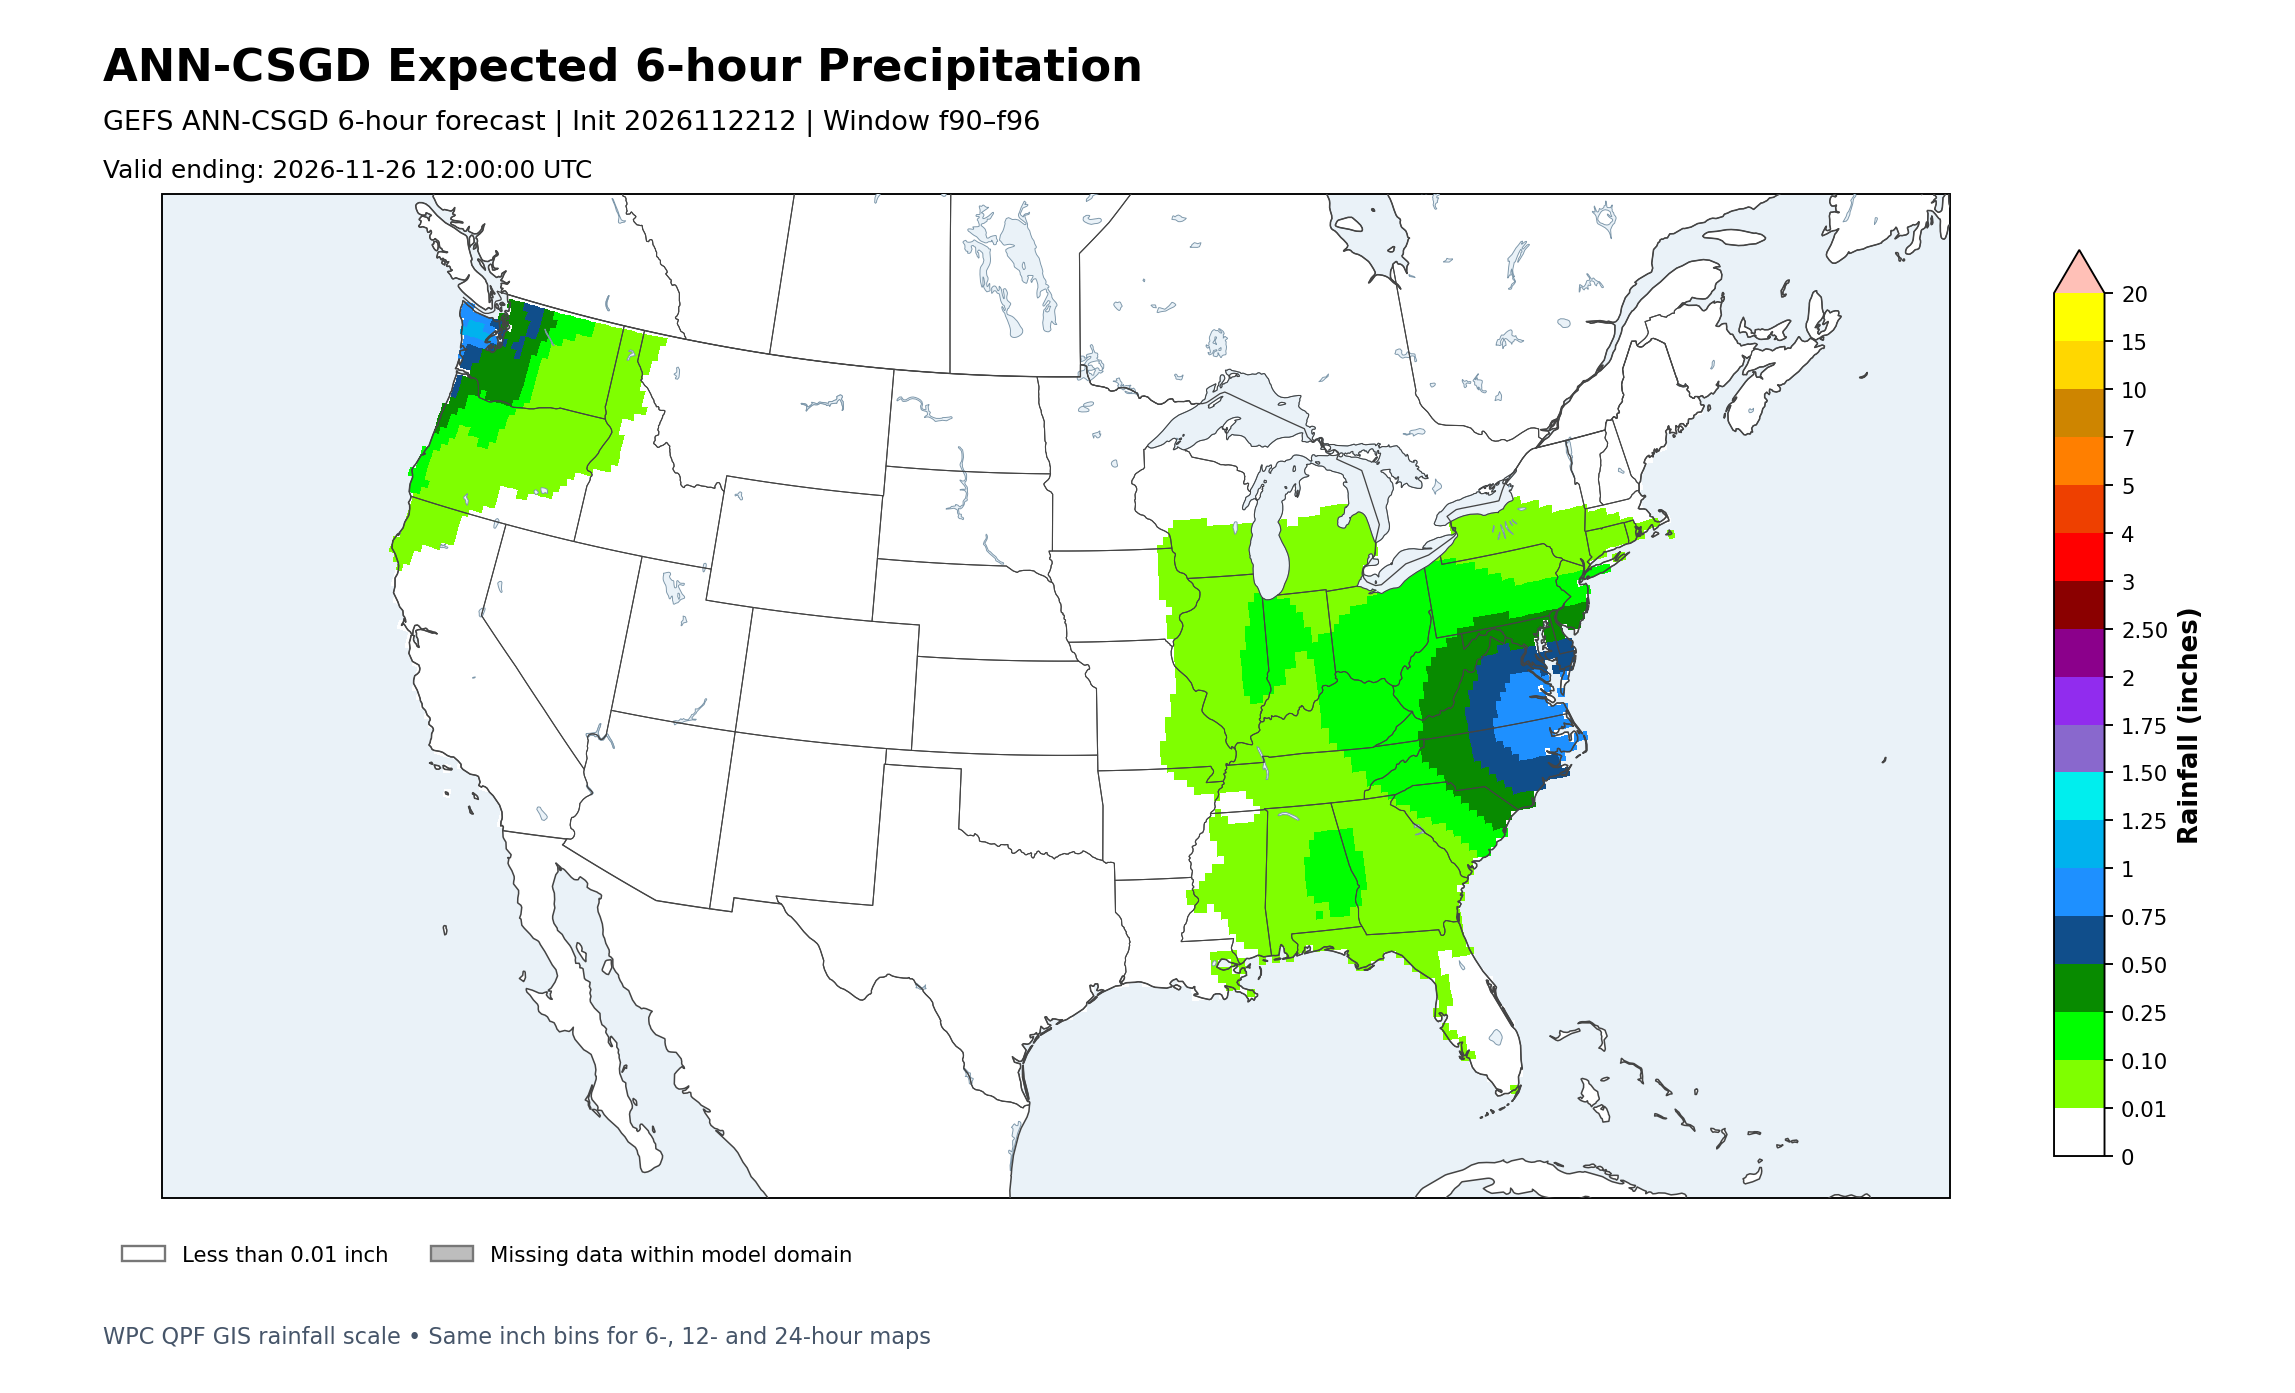 ANN-CSGD Expected 6-hour Precipitation
GEFS ANN-CSGD 6-hour forecast | Init 2026112212 | Window f90–f96
Valid ending: 2026-11-26 12:00:00 UTC
20
15
10
7
5
4
3
2.50
2
1.75
1.50
1.25
1
0.75
0.50
0.25
0.10
0.01
0
Rainfall (inches)
Less than 0.01 inch
Missing data within model domain
WPC QPF GIS rainfall scale • Same inch bins for 6-, 12- and 24-hour maps